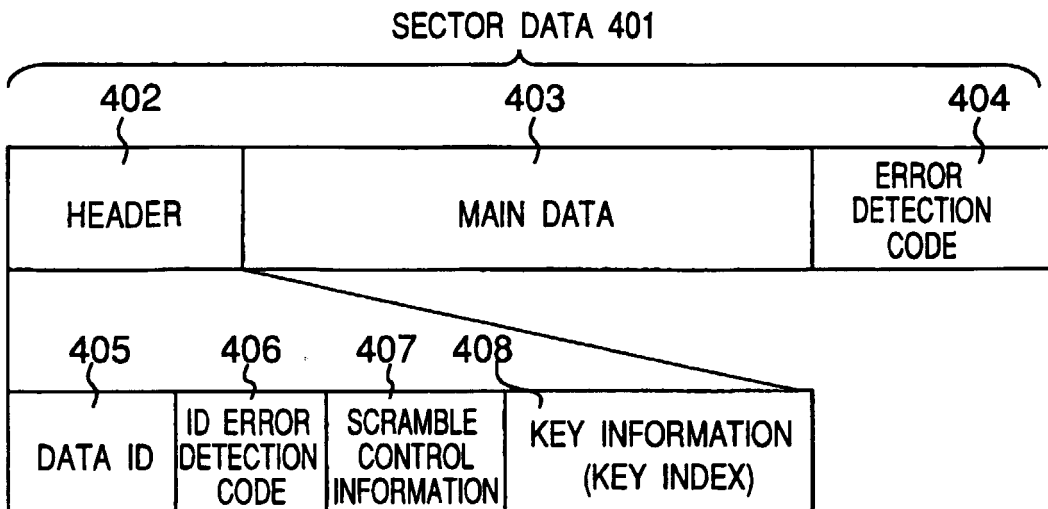 SECTOR DATA 401
402
403
404
HEADER
MAIN DATA
ERROR
DETECTION
CODE
405
406
407
408
DATA ID
ID ERROR
DETECTION
CODE
SCRAMBLE
CONTROL
INFORMATION
KEY INFORMATION
(KEY INDEX)